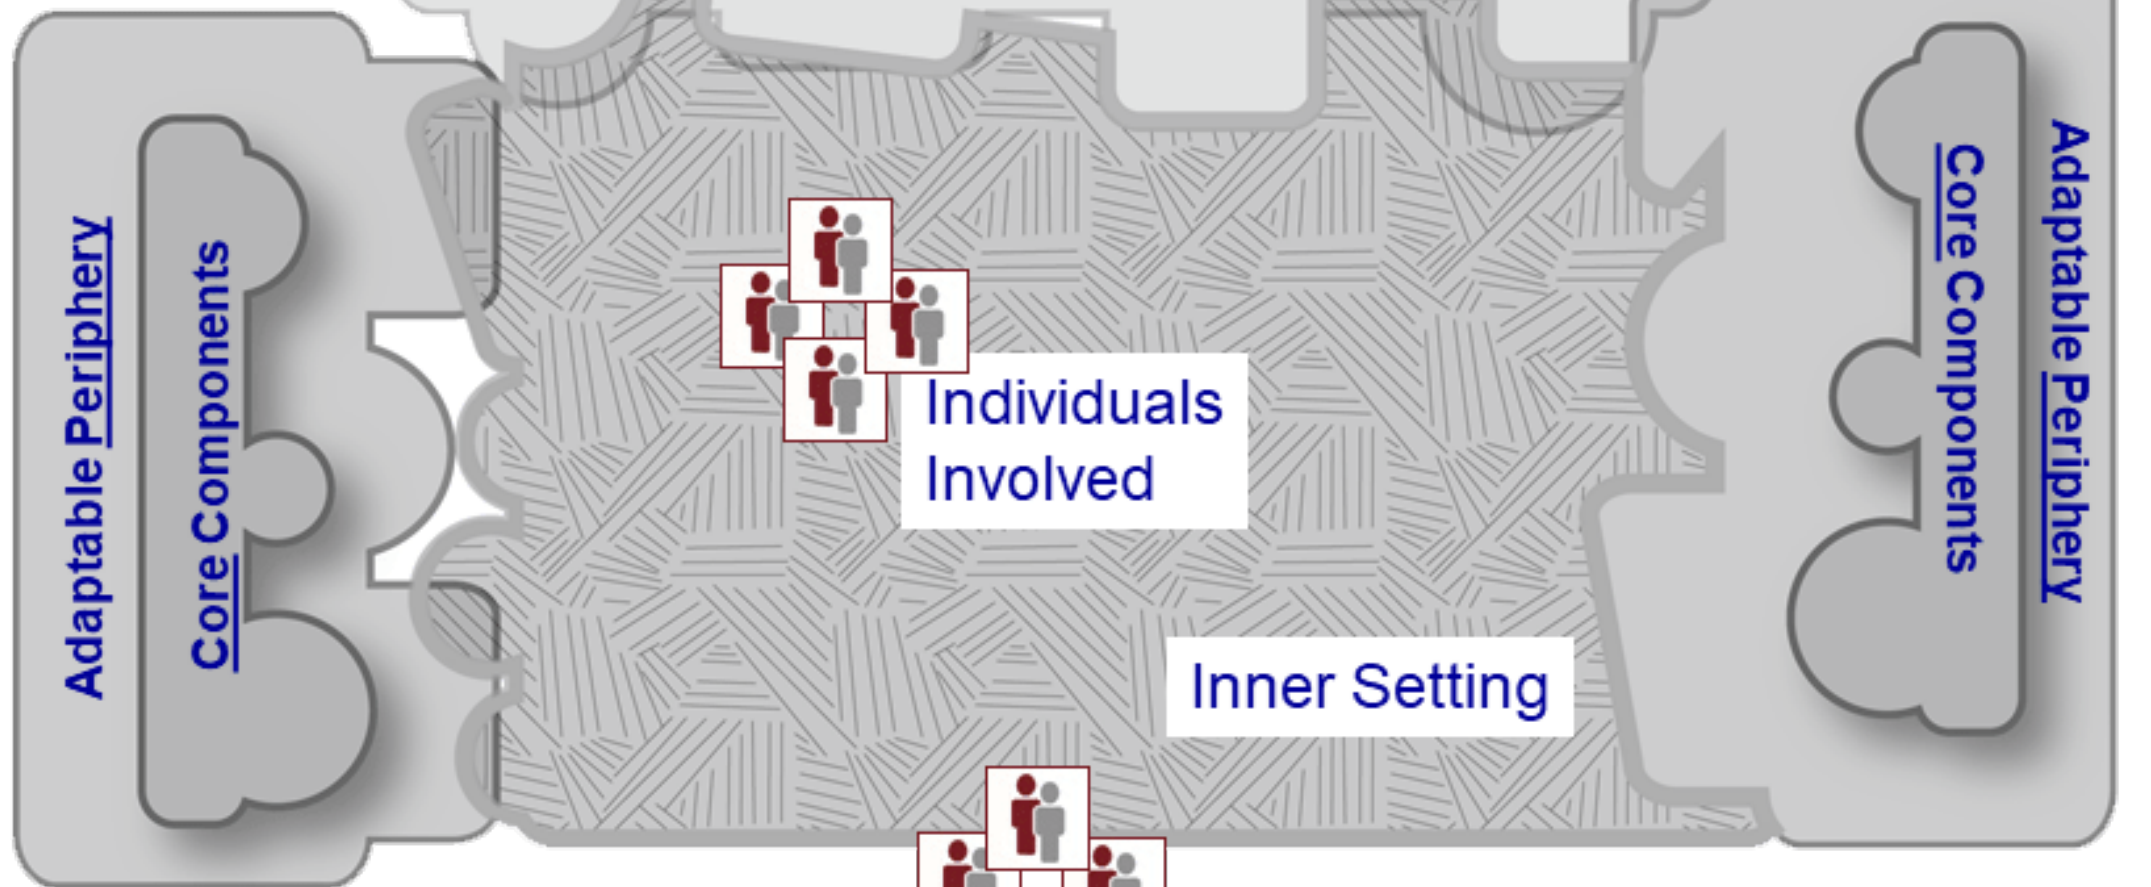 Adaptable Periphery
Core Components
Individuals
Involved
Inner Setting
Core Components
Adaptable Periphery